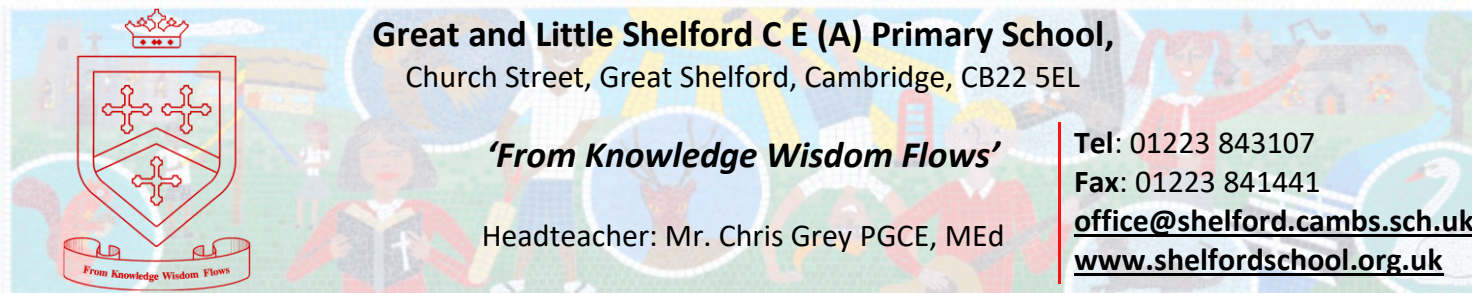 Great and Little Shelford C E (A) Primary School,
Church Street, Great Shelford, Cambridge, CB22 5EL
‘From Knowledge Wisdom Flows’
Headteacher: Mr. Chris Grey PGCE, MEd
Tel: 01223 843107
Fax: 01223 841441
office@shelford.cambs.sch.uk
www.shelfordschool.org.uk
From Knowledge Wisdom Flows